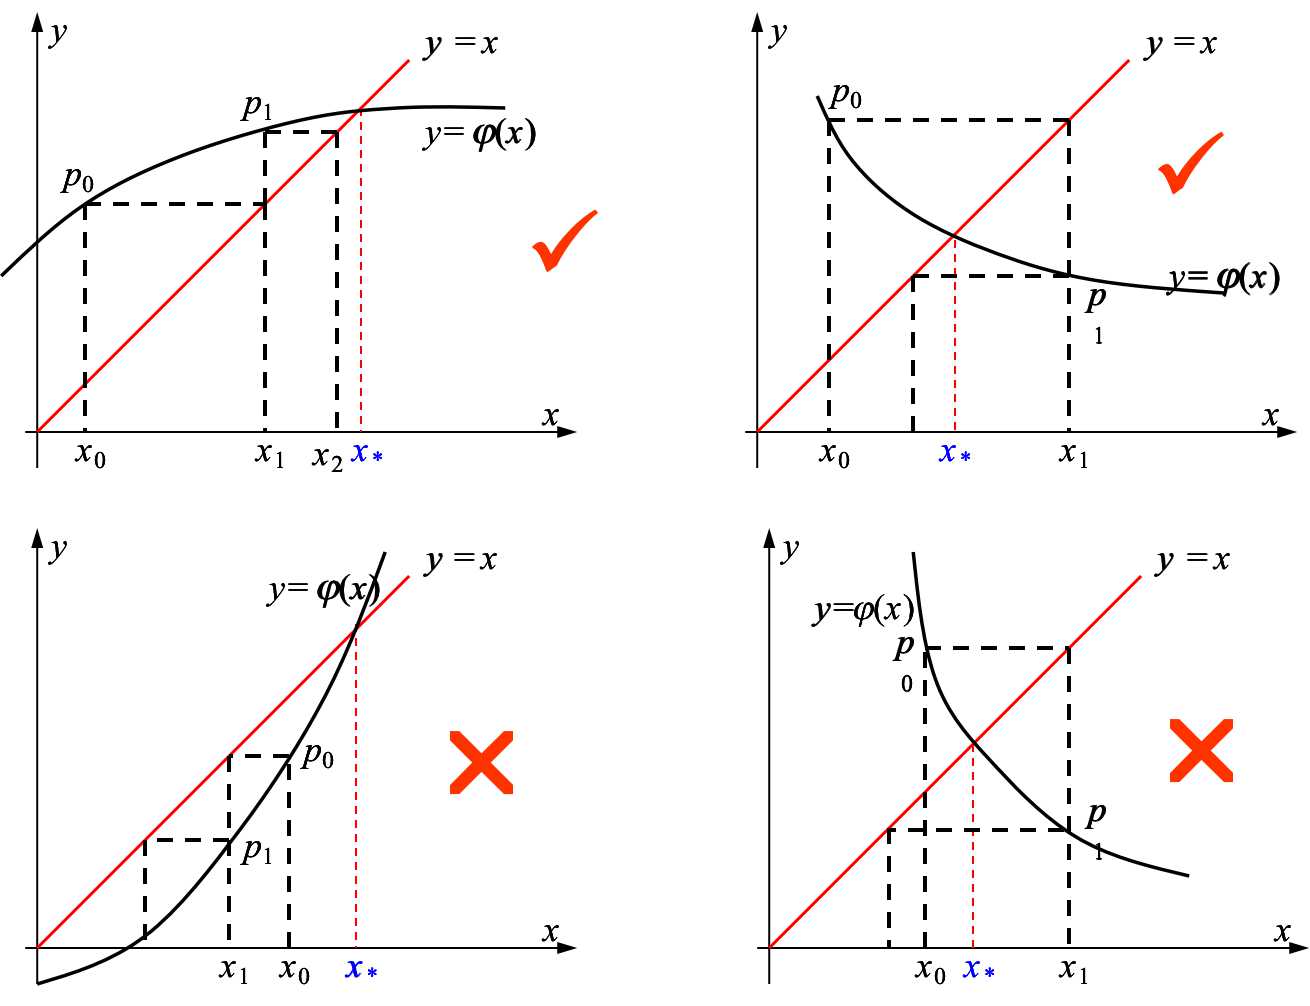 y
y = x
p₁
y = φ(x)
p₀
x
x₀ x₁ x₂ x*
y
y = x
p₀
y = φ(x)
p
1
x
x₀ x* x₁
y
y = x
y = φ(x)
p₀
p₁
x
x₁ x₀ x*
y
y = x
y=φ(x)
p
0
p
1
x
x₀ x* x₁